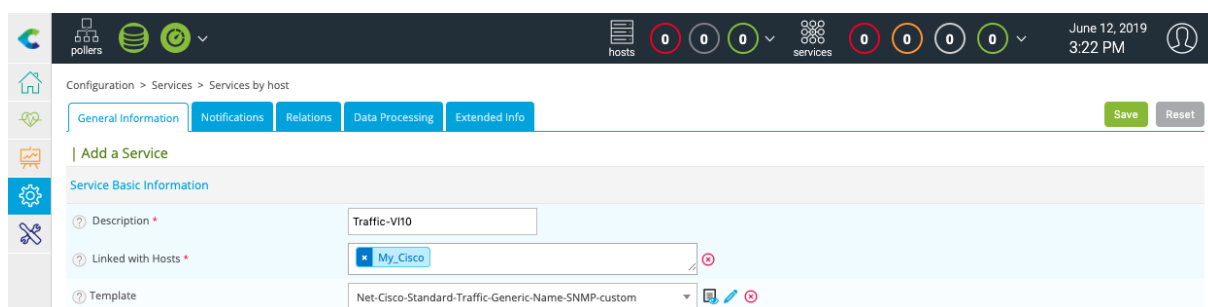 pollers
hosts
0 0 0
services
0 0 0 0
June 12, 2019
3:22 PM
Configuration > Services > Services by host
General Information Notifications Relations Data Processing Extended Info
Save Reset
| Add a Service
Service Basic Information
? Description * Traffic-Vl10
? Linked with Hosts * × My_Cisco
? Template Net-Cisco-Standard-Traffic-Generic-Name-SNMP-custom